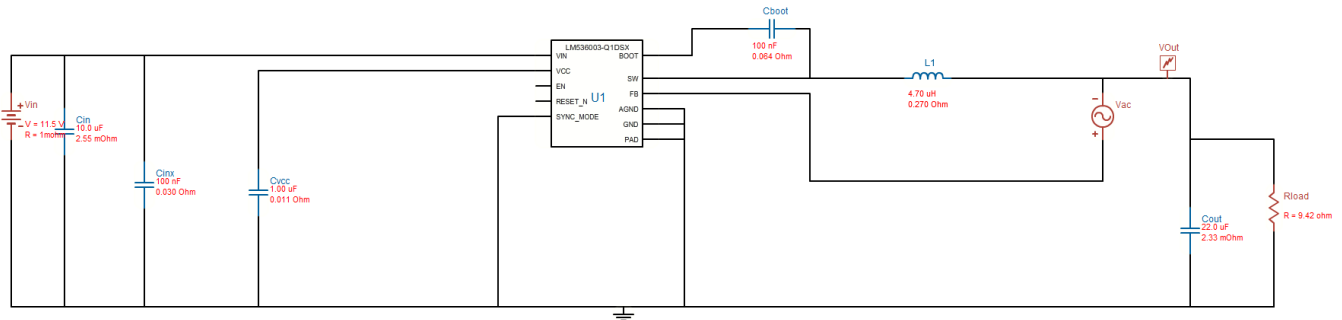 Cboot
100 nF
0.064 Ohm
LM536003-Q1DSX
VIN
BOOT
VCC
SW
EN
FB
RESET_N
U1
AGND
SYNC_MODE
GND
PAD
L1
4.70 uH
0.270 Ohm
VOut
Vac
-
+
Vin
+
-
V = 11.5 V
R = 1mohm
Cin
10.0 uF
2.55 mOhm
Cinx
100 nF
0.030 Ohm
Cvcc
1.00 uF
0.011 Ohm
Cout
22.0 uF
2.33 mOhm
Rload
R = 9.42 ohm